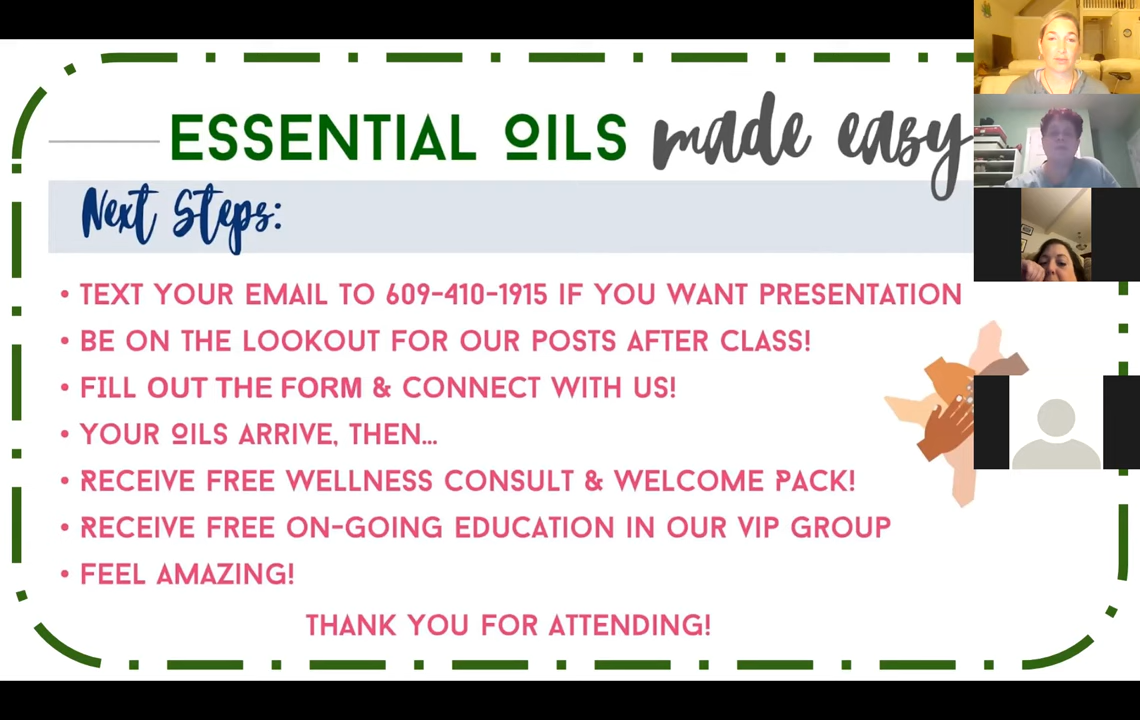 ESSENTIAL OILS made easy
Next Steps:
• TEXT YOUR EMAIL TO 609-410-1915 IF YOU WANT PRESENTATION
• BE ON THE LOOKOUT FOR OUR POSTS AFTER CLASS!
• FILL OUT THE FORM & CONNECT WITH US!
• YOUR OILS ARRIVE, THEN...
• RECEIVE FREE WELLNESS CONSULT & WELCOME PACK!
• RECEIVE FREE ON-GOING EDUCATION IN OUR VIP GROUP
• FEEL AMAZING!
THANK YOU FOR ATTENDING!